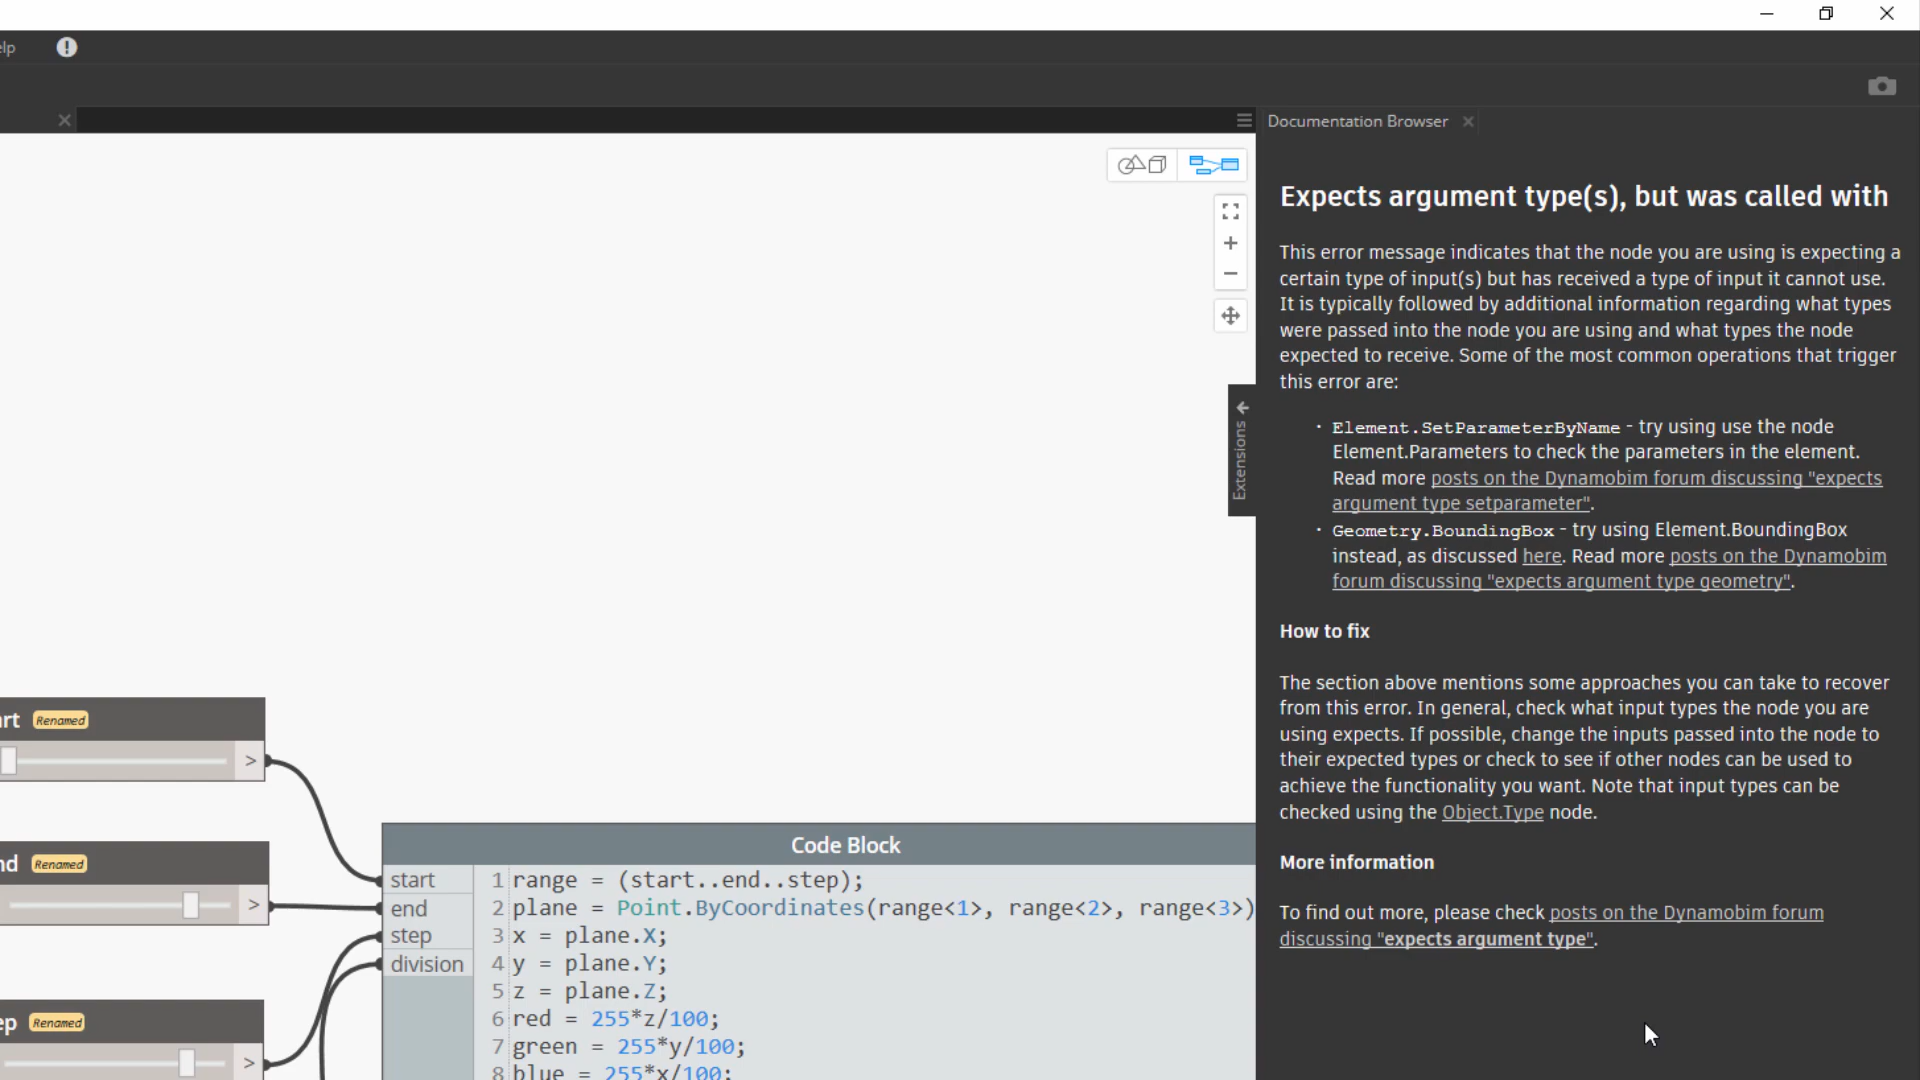 elp
Documentation Browser
Expects argument type(s), but was called with
This error message indicates that the node you are using is expecting a
certain type of input(s) but has received a type of input it cannot use.
It is typically followed by additional information regarding what types
were passed into the node you are using and what types the node
expected to receive. Some of the most common operations that trigger
this error are:
· Element.SetParameterByName - try using use the node
Element.Parameters to check the parameters in the element.
Read more posts on the Dynamobim forum discussing "expects
argument type setparameter".
· Geometry.BoundingBox - try using Element.BoundingBox
instead, as discussed here. Read more posts on the Dynamobim
forum discussing "expects argument type geometry".
How to fix
The section above mentions some approaches you can take to recover
from this error. In general, check what input types the node you are
using expects. If possible, change the inputs passed into the node to
their expected types or check to see if other nodes can be used to
achieve the functionality you want. Note that input types can be
checked using the Object.Type node.
More information
To find out more, please check posts on the Dynamobim forum
discussing "expects argument type".
Extensions
art Renamed
>
nd Renamed
>
ep Renamed
>
Code Block
start
end
step
division
1 range = (start..end..step);
2 plane = Point.ByCoordinates(range<1>, range<2>, range<3>)
3 x = plane.X;
4 y = plane.Y;
5 z = plane.Z;
6 red = 255*z/100;
7 green = 255*y/100;
8 blue = 255*x/100;